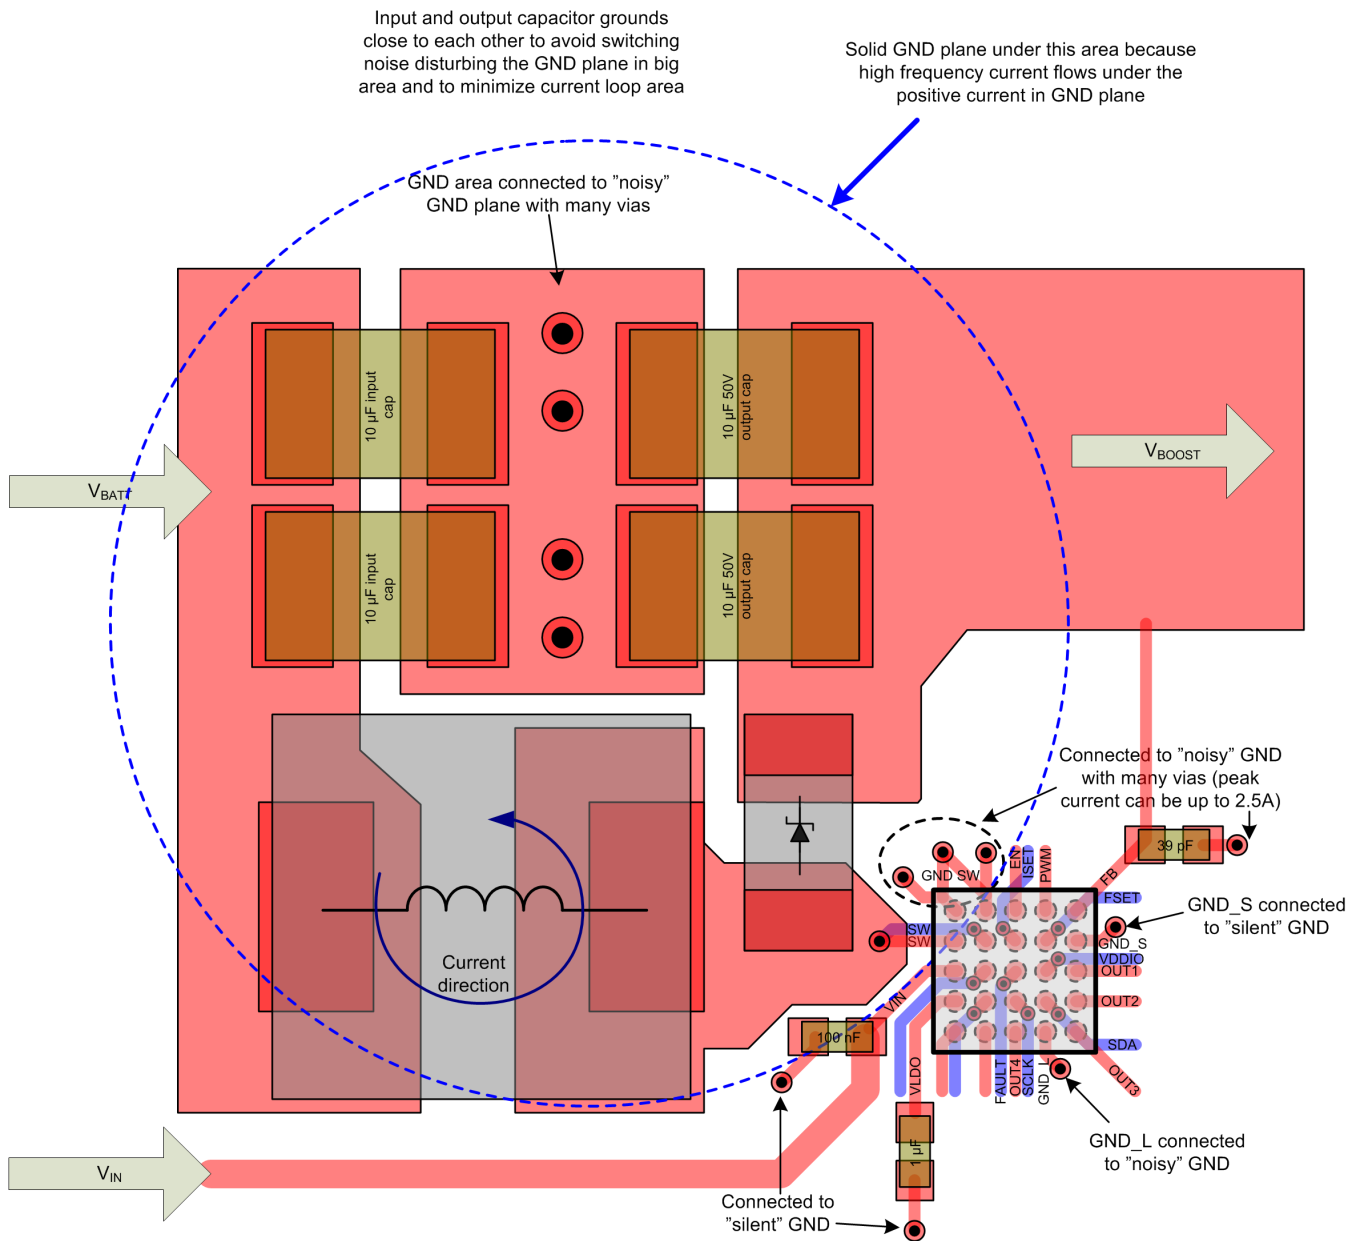 Input and output capacitor grounds
close to each other to avoid switching
noise disturbing the GND plane in big
area and to minimize current loop area
Solid GND plane under this area because
high frequency current flows under the
positive current in GND plane
GND area connected to ”noisy”
GND plane with many vias
10 µF input
cap
10 µF 50V
output cap
VBATT
VBOOST
10 µF input
cap
10 µF 50V
output cap
Connected to ”noisy” GND
with many vias (peak
current can be up to 2.5A)
39 pF
GND SW
EN
ISET
PWM
FB
FSET
GND_S connected
to ”silent” GND
SW
SW
GND_S
VDDIO
OUT1
OUT2
SDA
OUT3
Current
direction
VIN
100 nF
VLDO
FAULT
OUT4
SCLK
GND_L
GND_L connected
to ”noisy” GND
1 µF
VIN
Connected to
”silent” GND